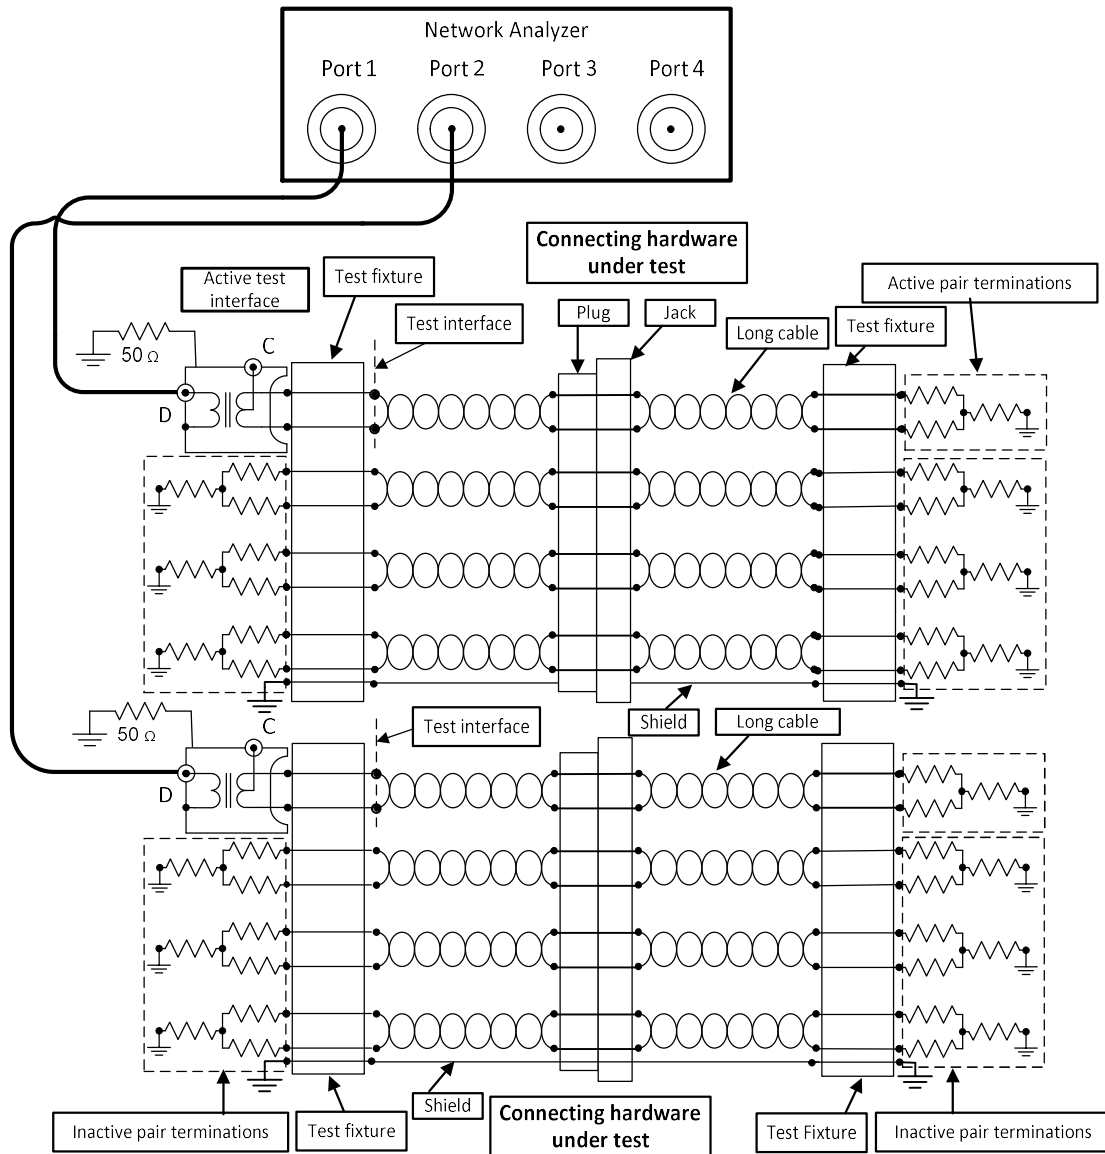 Network Analyzer
Port 1 Port 2 Port 3 Port 4
Connecting hardware
under test
Active test
interface
Test fixture
Active pair terminations
Test interface
Plug
Jack
Long cable
Test fixture
50 Ω
C
D
Shield
Long cable
Test interface
50 Ω
C
D
Shield
Connecting hardware
under test
Inactive pair terminations
Test fixture
Test Fixture
Inactive pair terminations